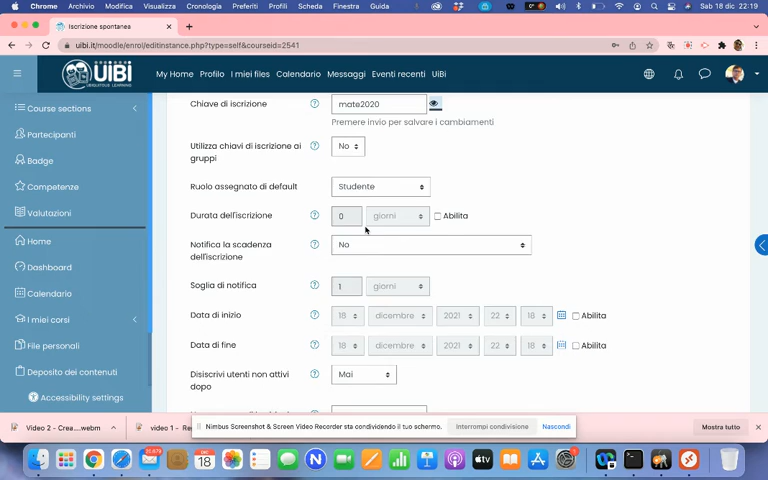 Chrome Archivio Modifica Visualizza Cronologia Preferiti Profili Scheda Finestra Guida Sab 18 dic 22:19
Iscrizione spontanea
uibi.it/moodle/enrol/editinstance.php?type=self&courseid=2541
UIBI My Home Profilo I miei files Calendario Messaggi Eventi recenti UiBi
Course sections
Partecipanti
Badge
Competenze
Valutazioni
Home
Dashboard
Calendario
I miei corsi
File personali
Deposito dei contenuti
Accessibility settings
Chiave di iscrizione mate2020
Premere invio per salvare i cambiamenti
Utilizza chiavi di iscrizione ai gruppi No
Ruolo assegnato di default Studente
Durata dell'iscrizione 0 giorni Abilita
Notifica la scadenza dell'iscrizione No
Soglia di notifica 1 giorni
Data di inizio 18 dicembre 2021 22 18 Abilita
Data di fine 18 dicembre 2021 22 18 Abilita
Disiscrivi utenti non attivi dopo Mai
Nimbus Screenshot & Screen Video Recorder sta condividendo il tuo schermo. Interrompi condivisione Nascondi
Video 2 - Crea....webm
video 1 - Re
Mostra tutto